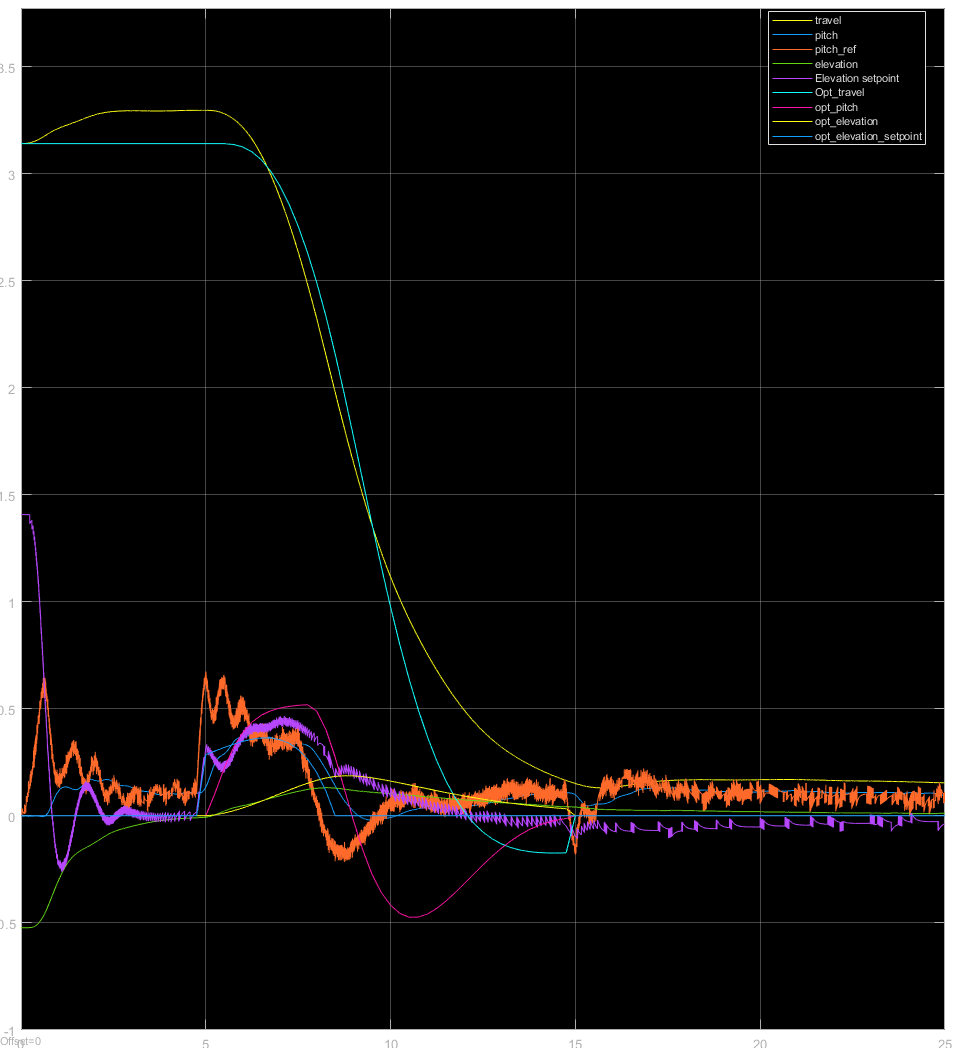 travel
pitch
pitch_ref
elevation
Elevation setpoint
Opt_travel
opt_pitch
opt_elevation
opt_elevation_setpoint
3.5
3
2.5
2
1.5
1
0.5
0
-0.5
-1
Offset=0
0
5
10
15
20
25